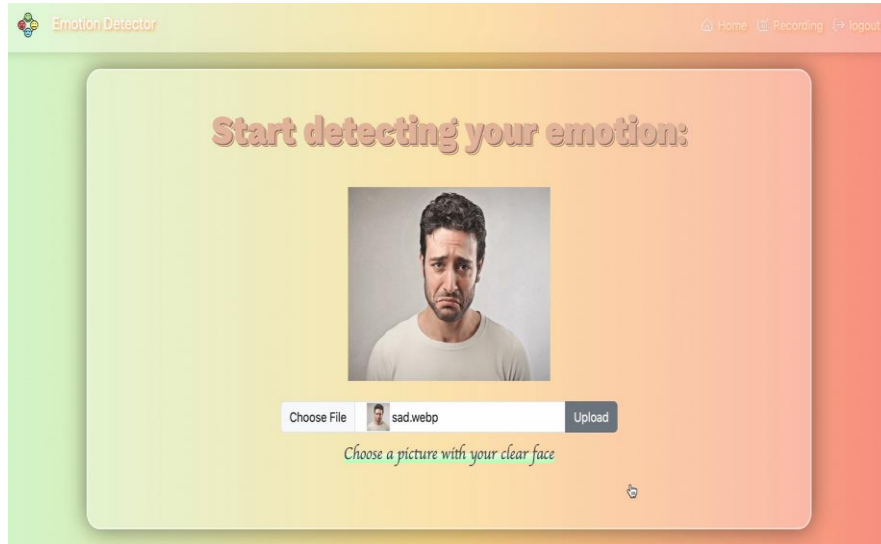 Emotion Detector
Home Recording logout
Start detecting your emotion:
Choose File sad.webp Upload
Choose a picture with your clear face